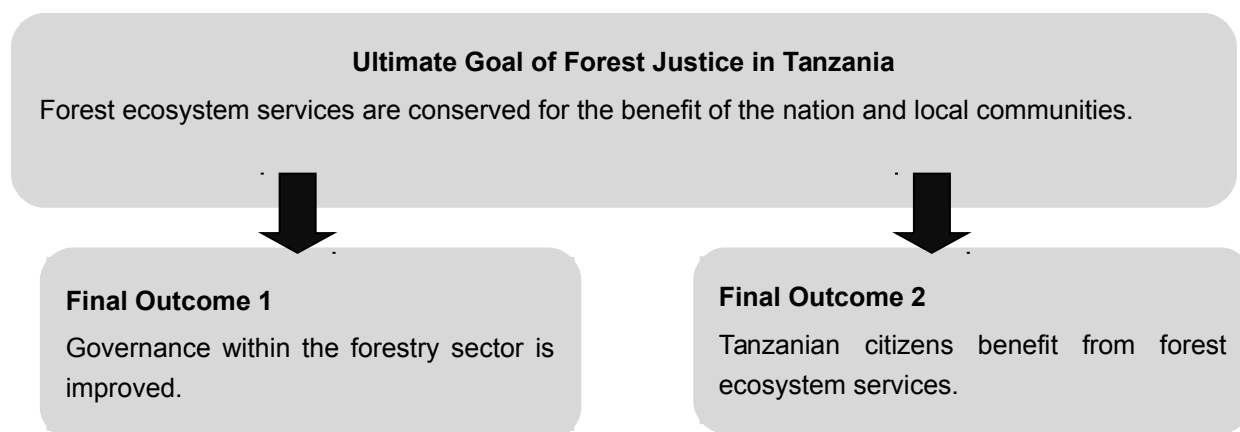 Ultimate Goal of Forest Justice in Tanzania
Forest ecosystem services are conserved for the benefit of the nation and local communities.
Final Outcome 1
Governance within the forestry sector is
improved.
Final Outcome 2
Tanzanian citizens benefit from forest
ecosystem services.